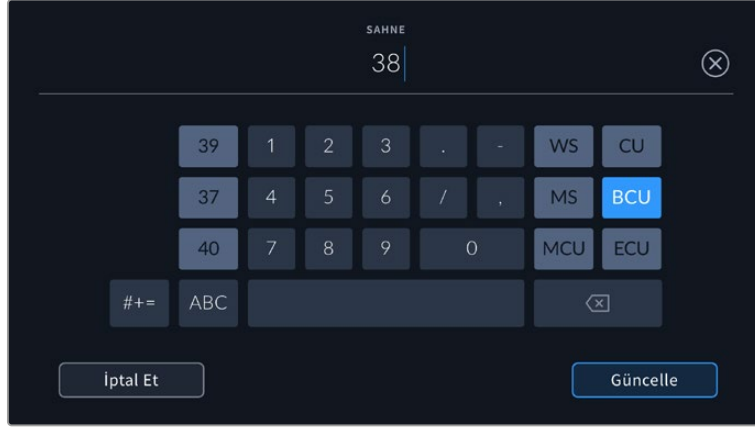 SAHNE
38
39 1 2 3 . - WS CU
37 4 5 6 / , MS BCU
40 7 8 9 0 MCU ECU
#+= ABC
İptal Et Güncelle